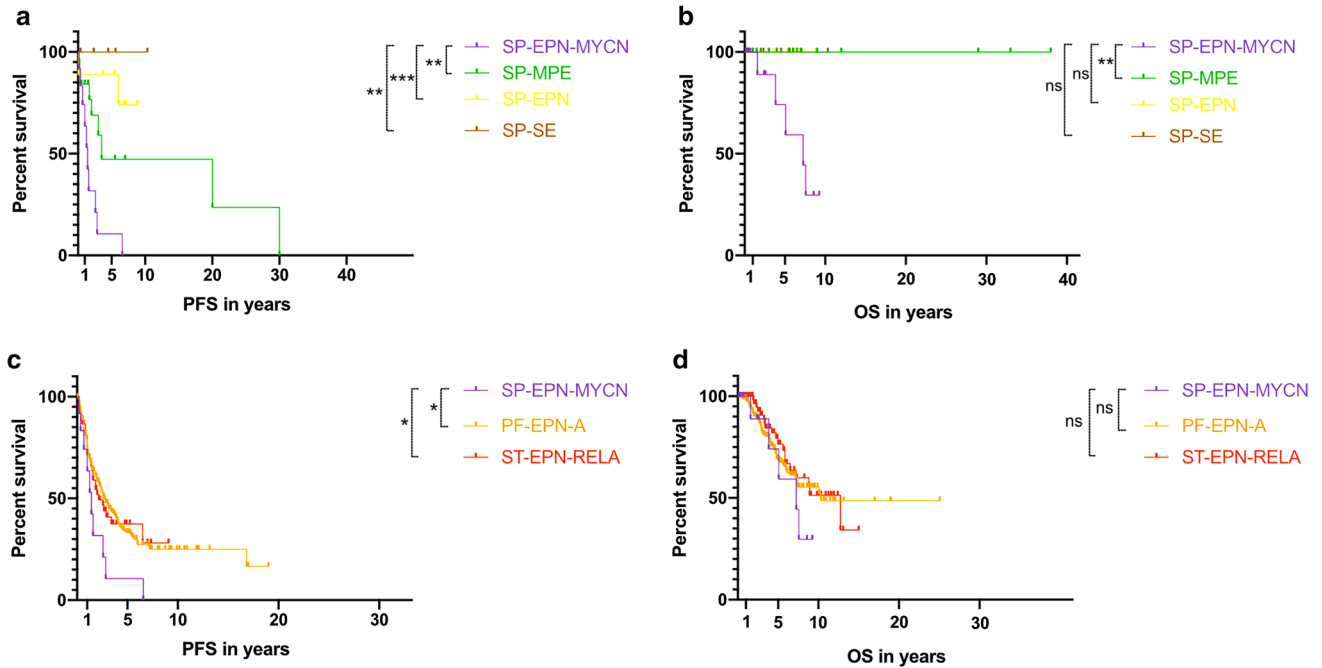 a
Percent survival
100
50
0
1 5 10 20 30 40
PFS in years
** *** **
SP-EPN-MYCN
SP-MPE
SP-EPN
SP-SE
b
Percent survival
100
50
0
1 5 10 20 30 40
OS in years
ns ns **
SP-EPN-MYCN
SP-MPE
SP-EPN
SP-SE
c
Percent survival
100
50
0
1 5 10 20 30
PFS in years
* *
SP-EPN-MYCN
PF-EPN-A
ST-EPN-RELA
d
Percent survival
100
50
0
1 5 10 20 30
OS in years
ns ns
SP-EPN-MYCN
PF-EPN-A
ST-EPN-RELA